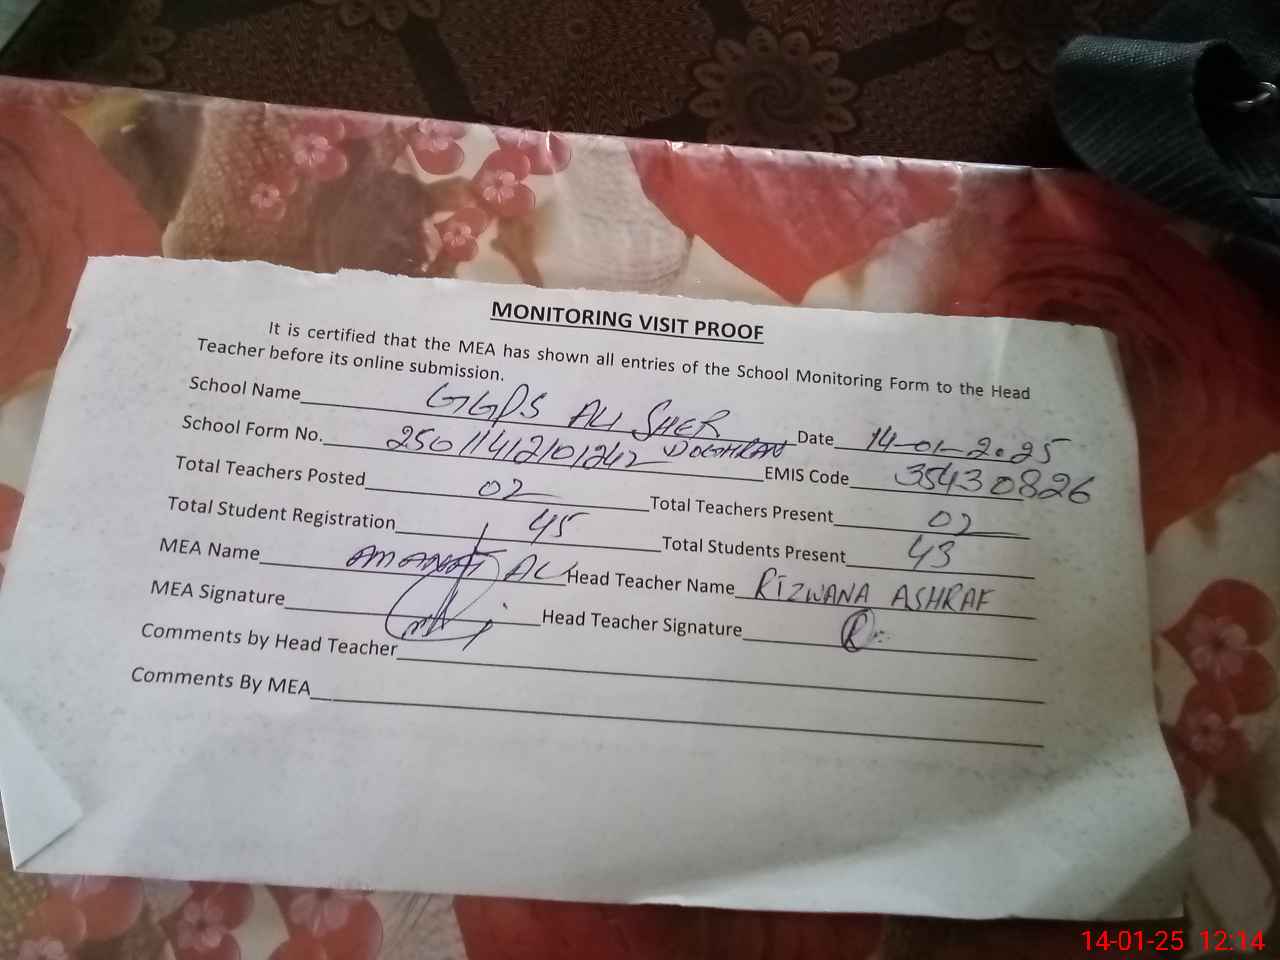 MONITORING VISIT PROOF
It is certified that the MEA has shown all entries of the School Monitoring Form to the Head
Teacher before its online submission.
School Name GGPS ALI SHER DOGHRAN Date 14-01-2025
School Form No. 25011412101242 EMIS Code 35430826
Total Teachers Posted 02 Total Teachers Present 02
Total Student Registration 45 Total Students Present 43
MEA Name AMANAT ALI Head Teacher Name RIZWANA ASHRAF
MEA Signature Head Teacher Signature
Comments by Head Teacher
Comments By MEA
14-01-25 12:14